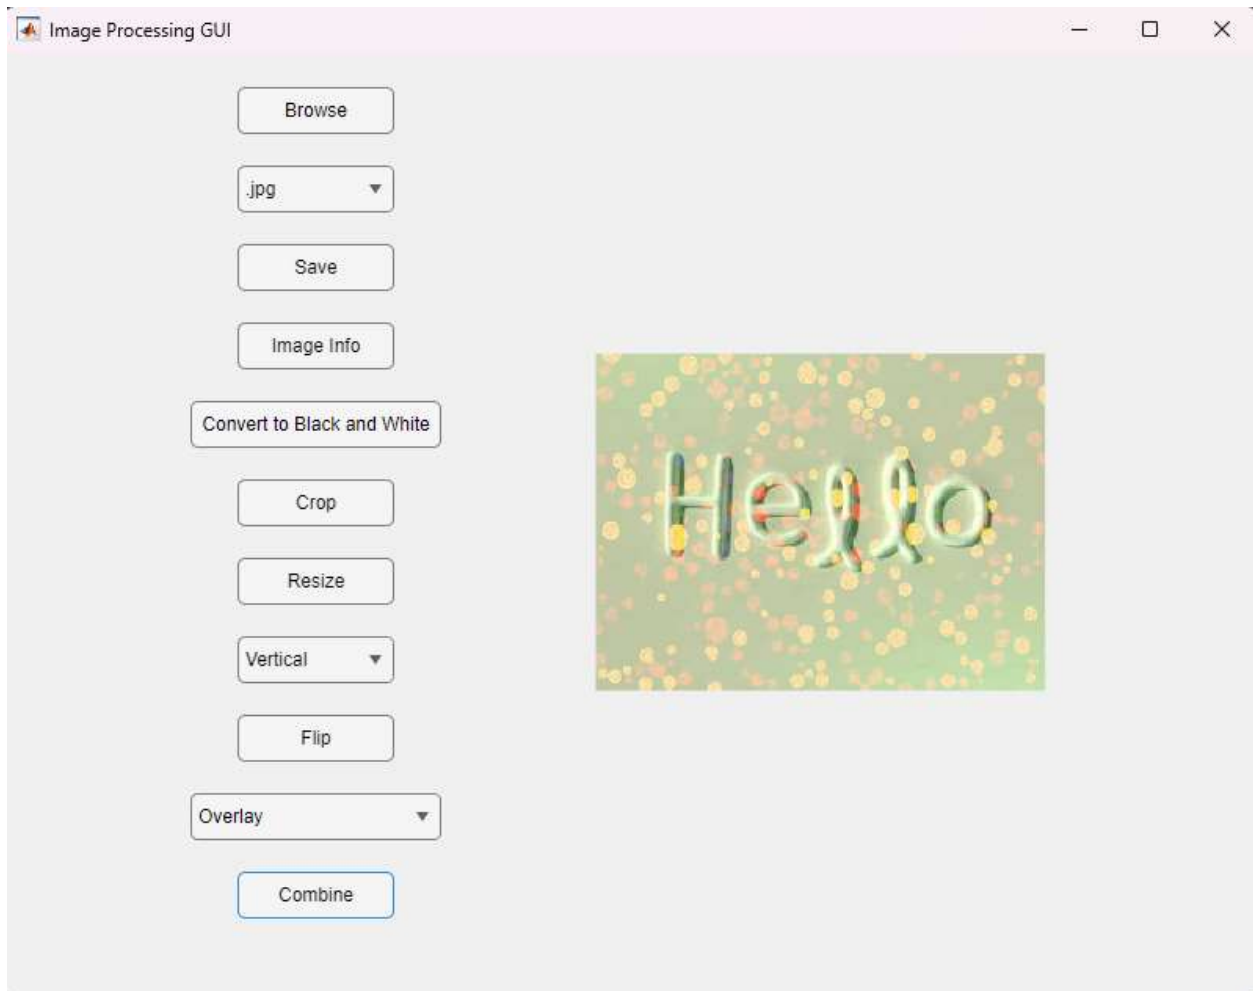 Image Processing GUI
Browse
.jpg
Save
Image Info
Convert to Black and White
Crop
Resize
Vertical
Flip
Overlay
Combine
Hello